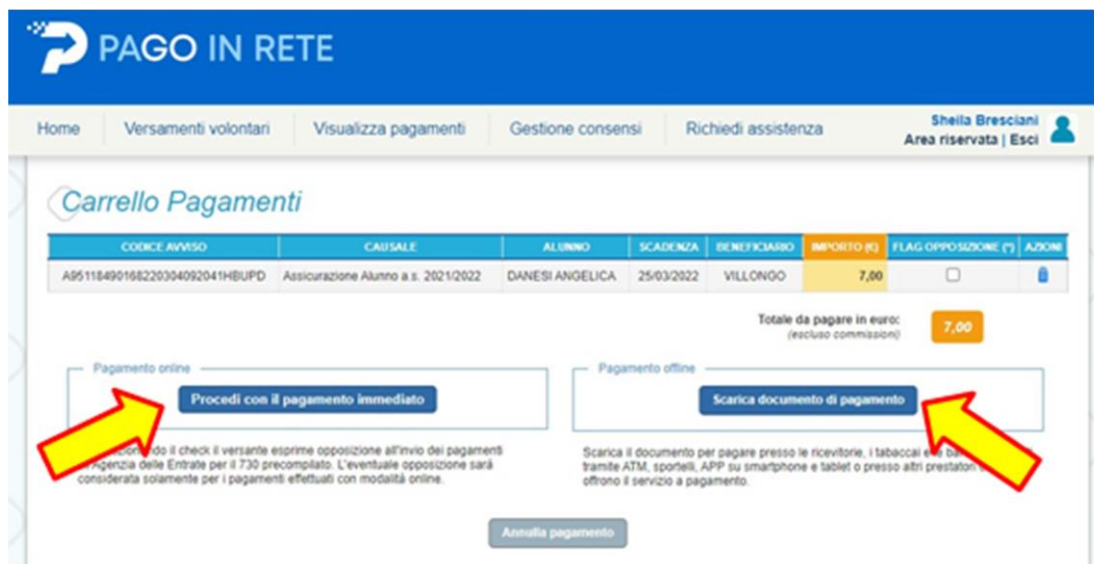 PAGO IN RETE
Home Versamenti volontari Visualizza pagamenti Gestione consensi Richiedi assistenza Sheila Bresciani
Area riservata | Esci
Carrello Pagamenti
CODICE AVVISO CAUSALE ALUNNO SCADENZA BENEFICIARIO IMPORTO (€) FLAG OPPOSIZIONE (*) AZIONI
A95118490168220304092041HBUPD Assicurazione Alunno a.s. 2021/2022 DANESI ANGELICA 25/03/2022 VILLONGO 7,00
Totale da pagare in euro: 7,00
(escluso commissioni)
Pagamento online
Procedi con il pagamento immediato
do il check il versante esprime opposizione all'invio dei pagamenti
Agenzia delle Entrate per il 730 precompilato. L'eventuale opposizione sarà
considerata solamente per i pagamenti effettuati con modalità online.
Pagamento offline
Scarica documento di pagamento
Scarica il documento per pagare presso le ricevitorie, i tabaccai e le
tramite ATM, sportelli, APP su smartphone e tablet o presso altri prestatori
offrono il servizio a pagamento.
Annulla pagamento